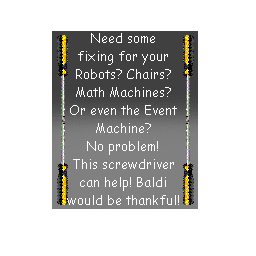 Need some
fixing for your
Robots? Chairs?
Math Machines?
Or even the Event
Machine?
No problem!
This screwdriver
can help! Baldi
would be thankful!